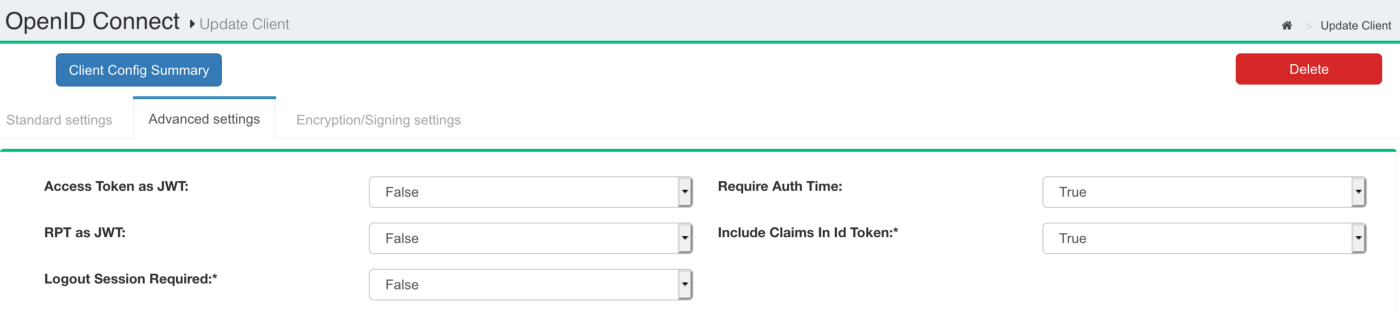 OpenID Connect Update Client
> Update Client
Client Config Summary
Delete
Standard settings Advanced settings Encryption/Signing settings
Access Token as JWT: False Require Auth Time: True
RPT as JWT: False Include Claims In Id Token:* True
Logout Session Required:* False